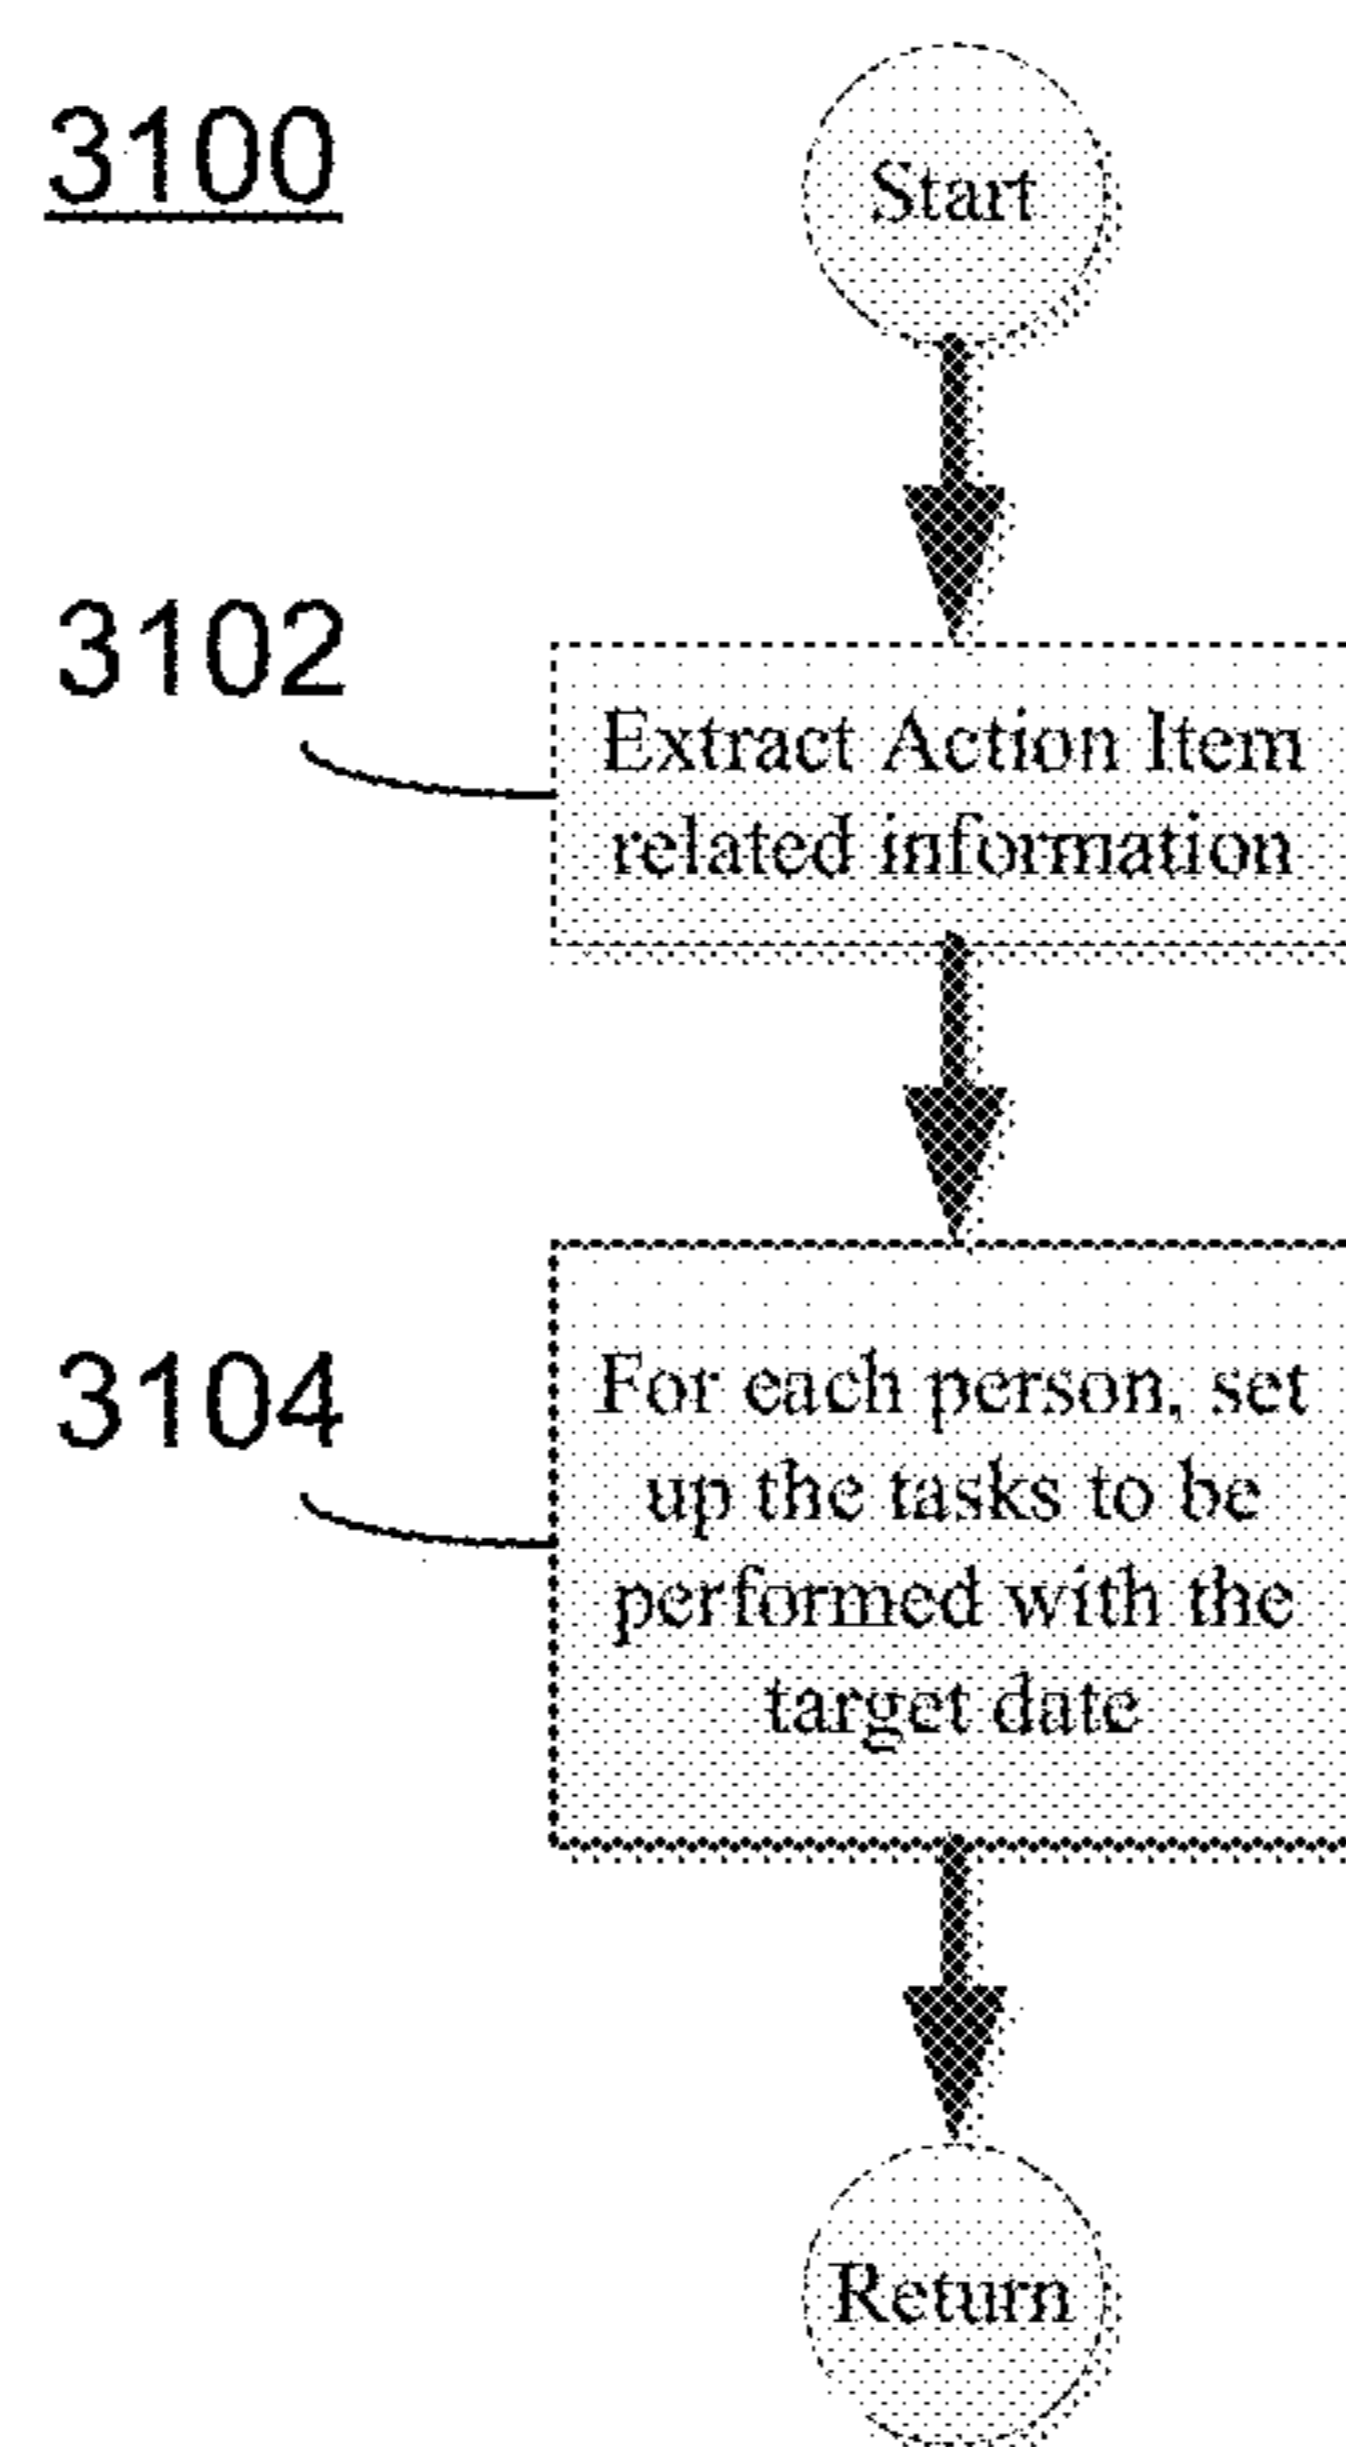 3100
Start
3102
Extract Action Item
related information
3104
For each person, set
up the tasks to be
performed with the
target date
Return